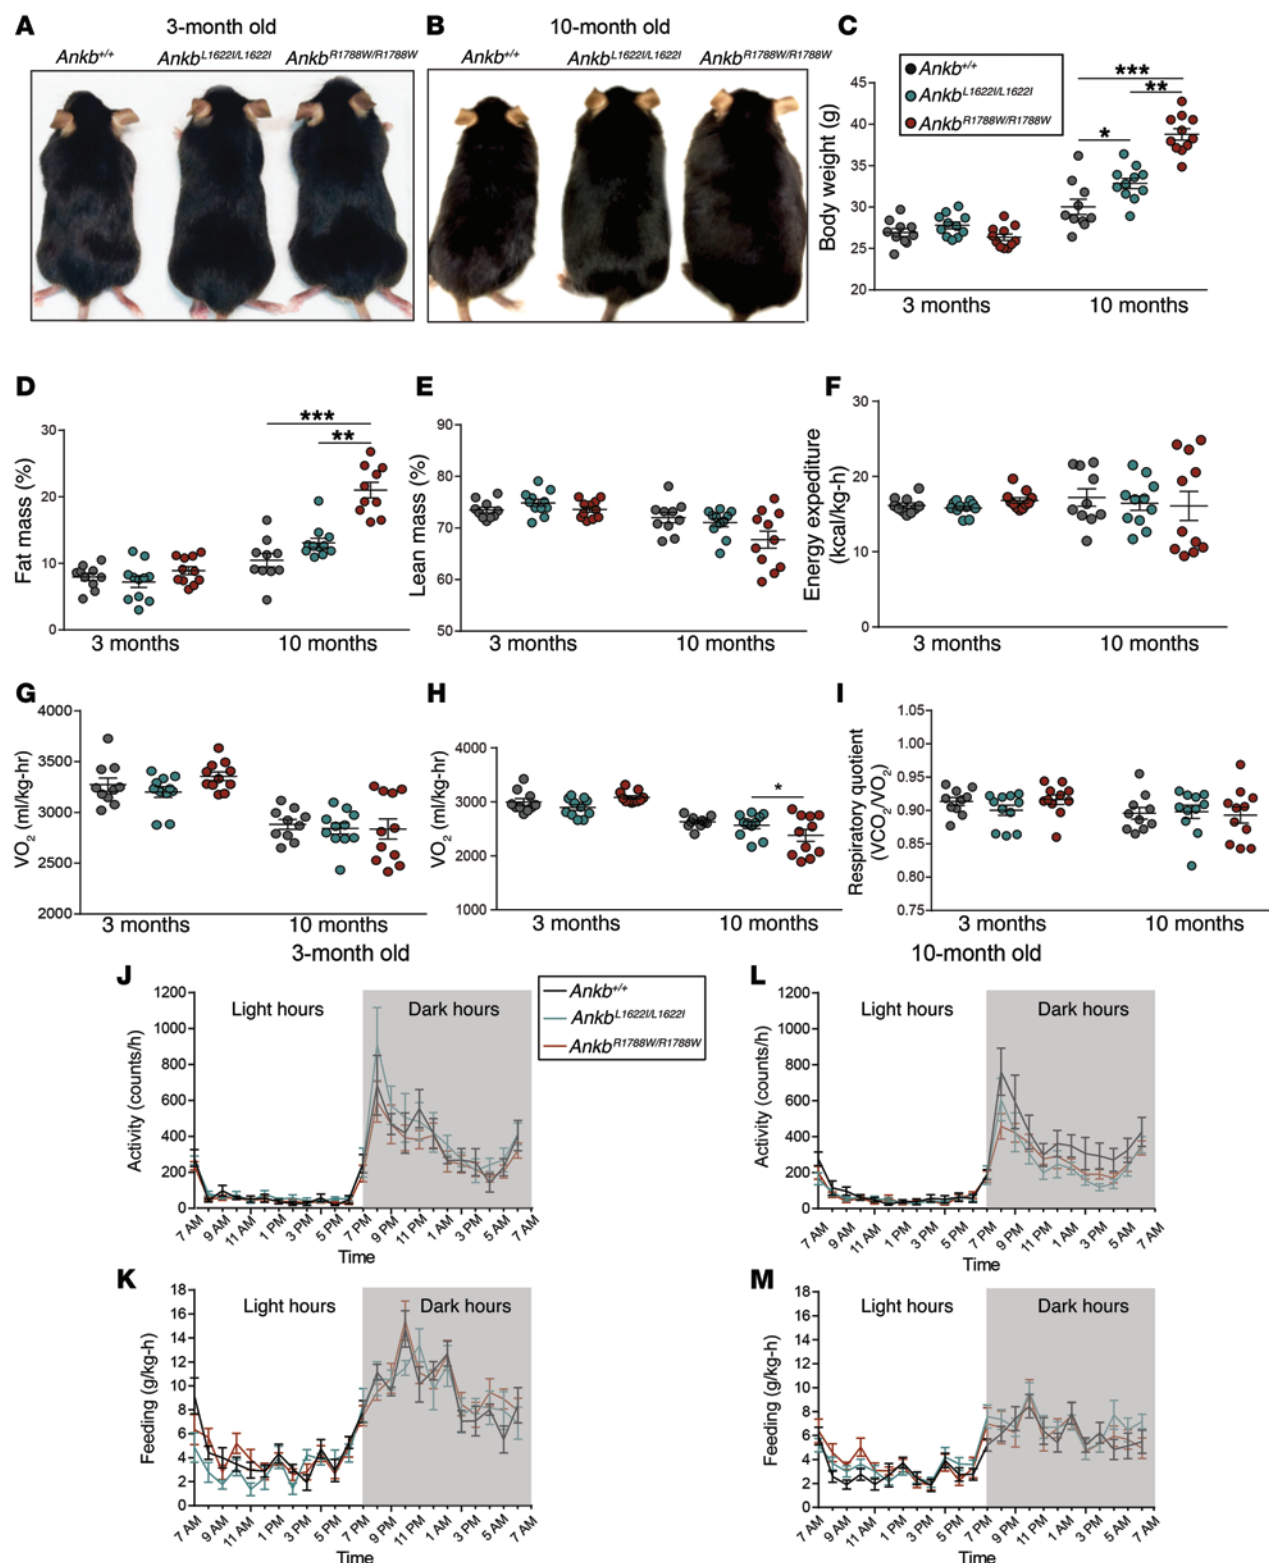 A
3-month old
Ankb+/+
AnkbL1622I/L1622I
AnkbR1788W/R1788W
B
10-month old
Ankb+/+
AnkbL1622I/L1622I
AnkbR1788W/R1788W
C
Ankb+/+
AnkbL1622I/L1622I
AnkbR1788W/R1788W
Body weight (g)
45
40
35
30
25
20
***
**
*
3 months
10 months
D
Fat mass (%)
30
20
10
0
***
**
3 months
10 months
E
Lean mass (%)
90
80
70
60
50
3 months
10 months
F
Energy expediture
(kcal/kg-h)
30
20
10
0
3 months
10 months
G
VO2 (ml/kg-hr)
4000
3500
3000
2500
2000
3 months
10 months
H
VO2 (ml/kg-hr)
4000
3000
2000
1000
*
3 months
10 months
I
Respiratory quotient
(VCO2/VO2)
1.05
1.00
0.95
0.90
0.85
0.80
0.75
3 months
10 months
3-month old
10-month old
J
Activity (counts/h)
1200
1000
800
600
400
200
0
Light hours
Dark hours
7 AM
9 AM
11 AM
1 PM
3 PM
5 PM
7 PM
9 PM
11 PM
1 AM
3 PM
5 AM
7 AM
Time
Ankb+/+
AnkbL1622I/L1622I
AnkbR1788W/R1788W
L
Activity (counts/h)
1200
1000
800
600
400
200
0
Light hours
Dark hours
7 AM
9 AM
11 AM
1 PM
3 PM
5 PM
7 PM
9 PM
11 PM
1 AM
3 PM
5 AM
7 AM
Time
K
Feeding (g/kg-h)
18
16
14
12
10
8
6
4
2
0
Light hours
Dark hours
7 AM
9 AM
11 AM
1 PM
3 PM
5 PM
7 PM
9 PM
11 PM
1 AM
3 PM
5 AM
7 AM
Time
M
Feeding (g/kg-h)
18
16
14
12
10
8
6
4
2
0
Light hours
Dark hours
7 AM
9 AM
11 AM
1 PM
3 PM
5 PM
7 PM
9 PM
11 PM
1 AM
3 PM
5 AM
7 AM
Time